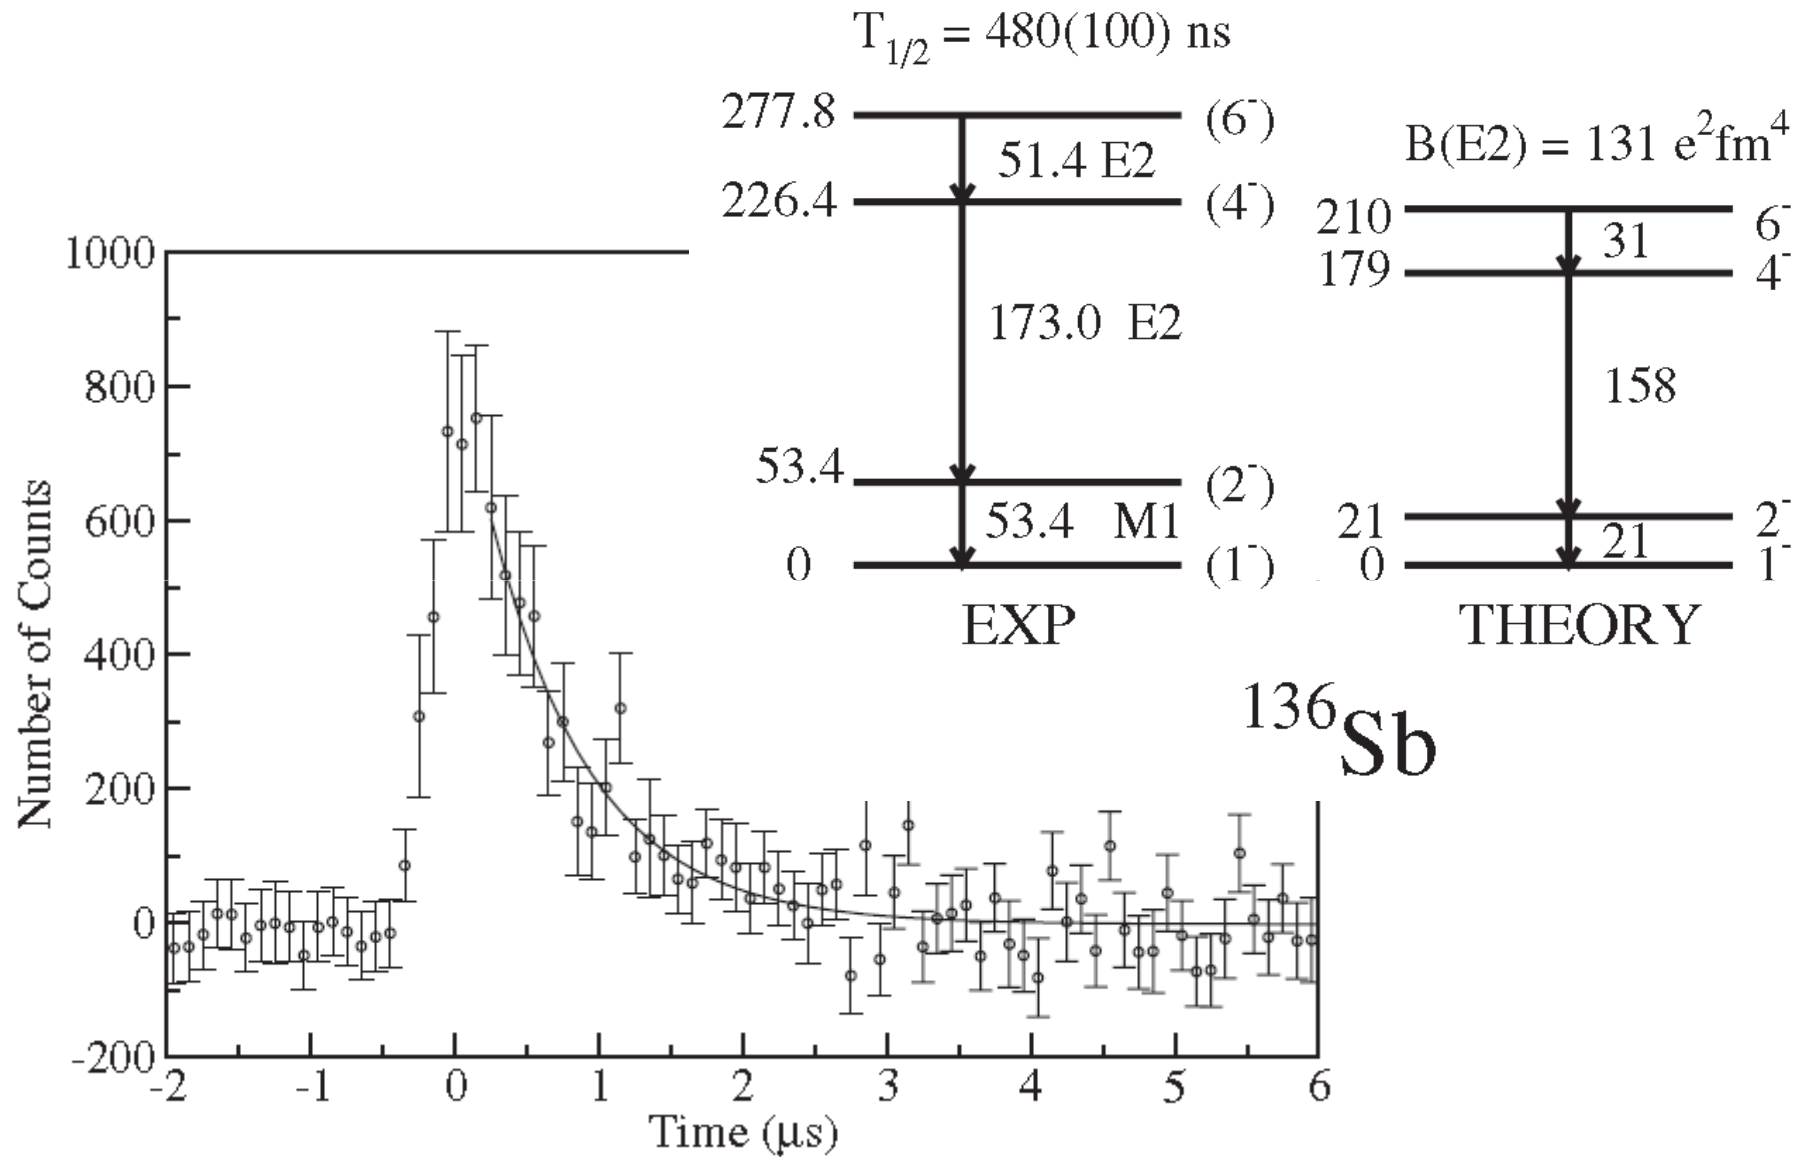 T1/2 = 480(100) ns
277.8 (6-)
51.4 E2
226.4 (4-)
173.0 E2
53.4 (2-)
53.4 M1
0 (1-)
EXP
B(E2) = 131 e2fm4
210 6-
31
179 4-
158
21 2-
21
0 1-
THEORY
136Sb
1000
800
600
400
200
0
-200
Number of Counts
-2 -1 0 1 2 3 4 5 6
Time (μs)